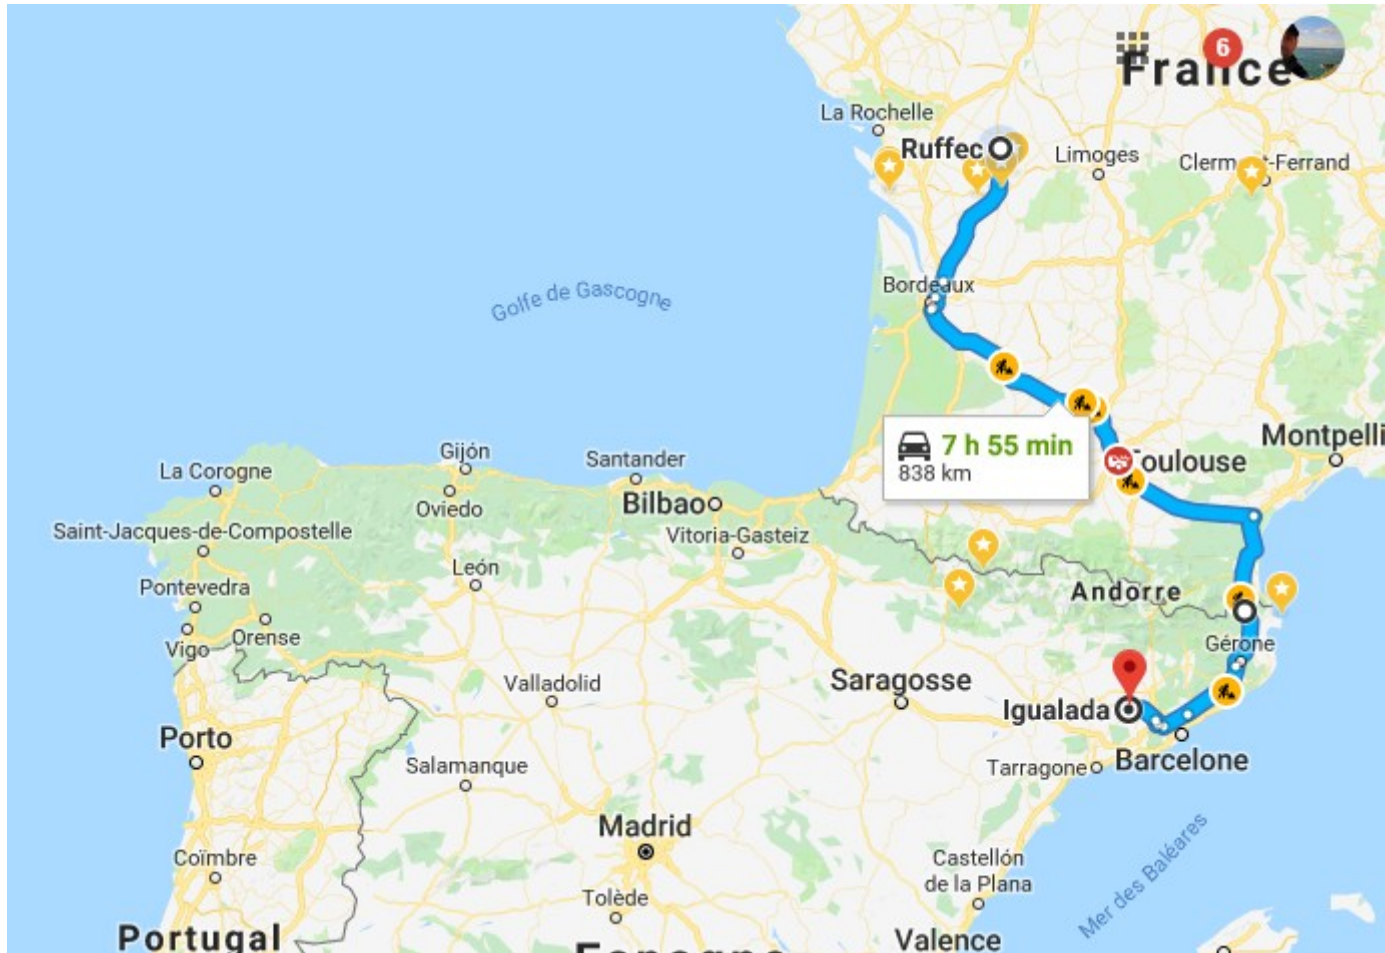 France
6
La Rochelle
Ruffec
Limoges
Clerm
-Ferrand
Bordeaux
Golfe de Gascogne
7 h 55 min
838 km
Toulouse
Montpelli
La Corogne
Gijón
Santander
Oviedo
Bilbao
Vitoria-Gasteiz
Saint-Jacques-de-Compostelle
León
Pontevedra
Andorre
Vigo
Orense
Gérone
Valladolid
Saragosse
Igualada
Porto
Barcelone
Salamanque
Tarragone
Madrid
Coïmbre
Castellón
de la Plana
Mer des Baléares
Tolède
Portugal
Espagne
Valence